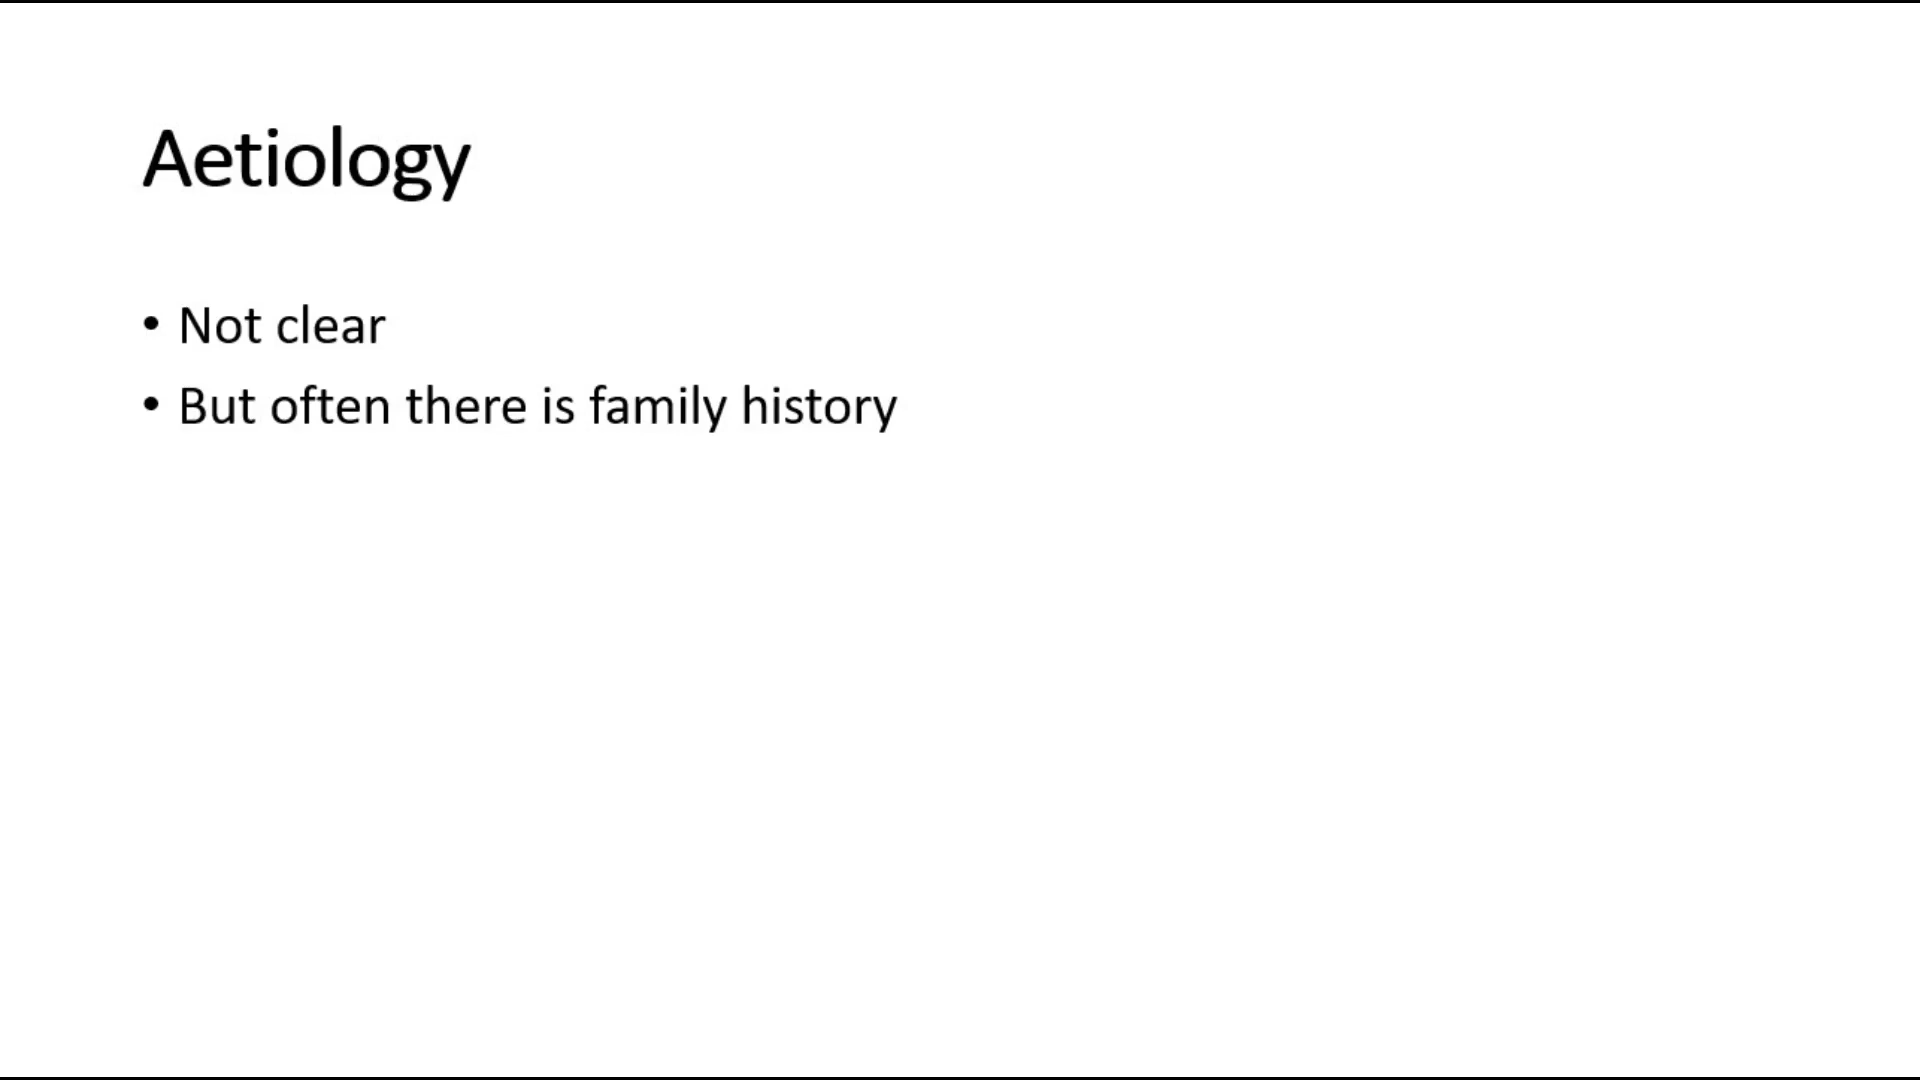 Aetiology
• Not clear
• But often there is family history